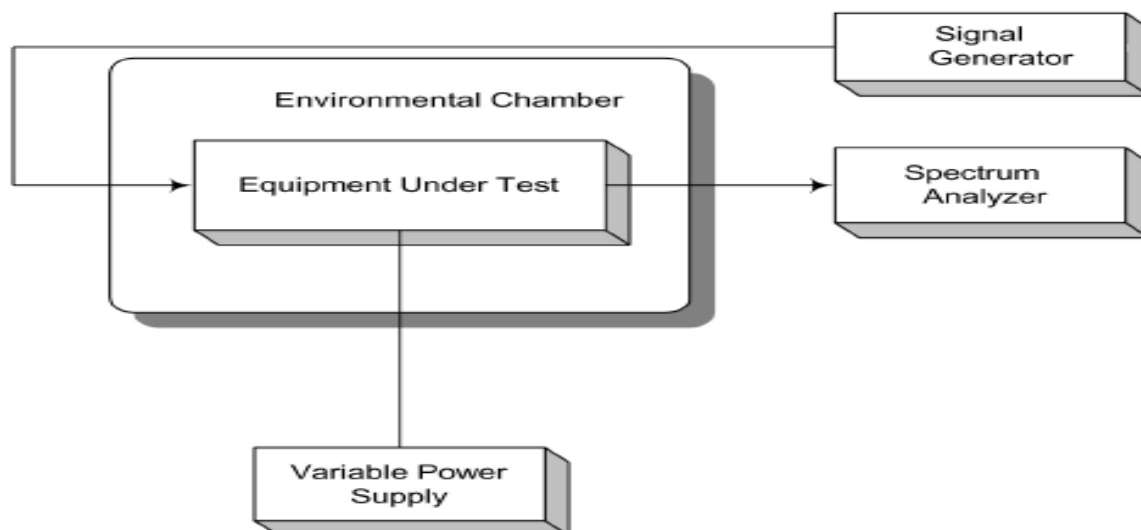 Signal
Generator
Environmental Chamber
Equipment Under Test
Spectrum
Analyzer
Variable Power
Supply